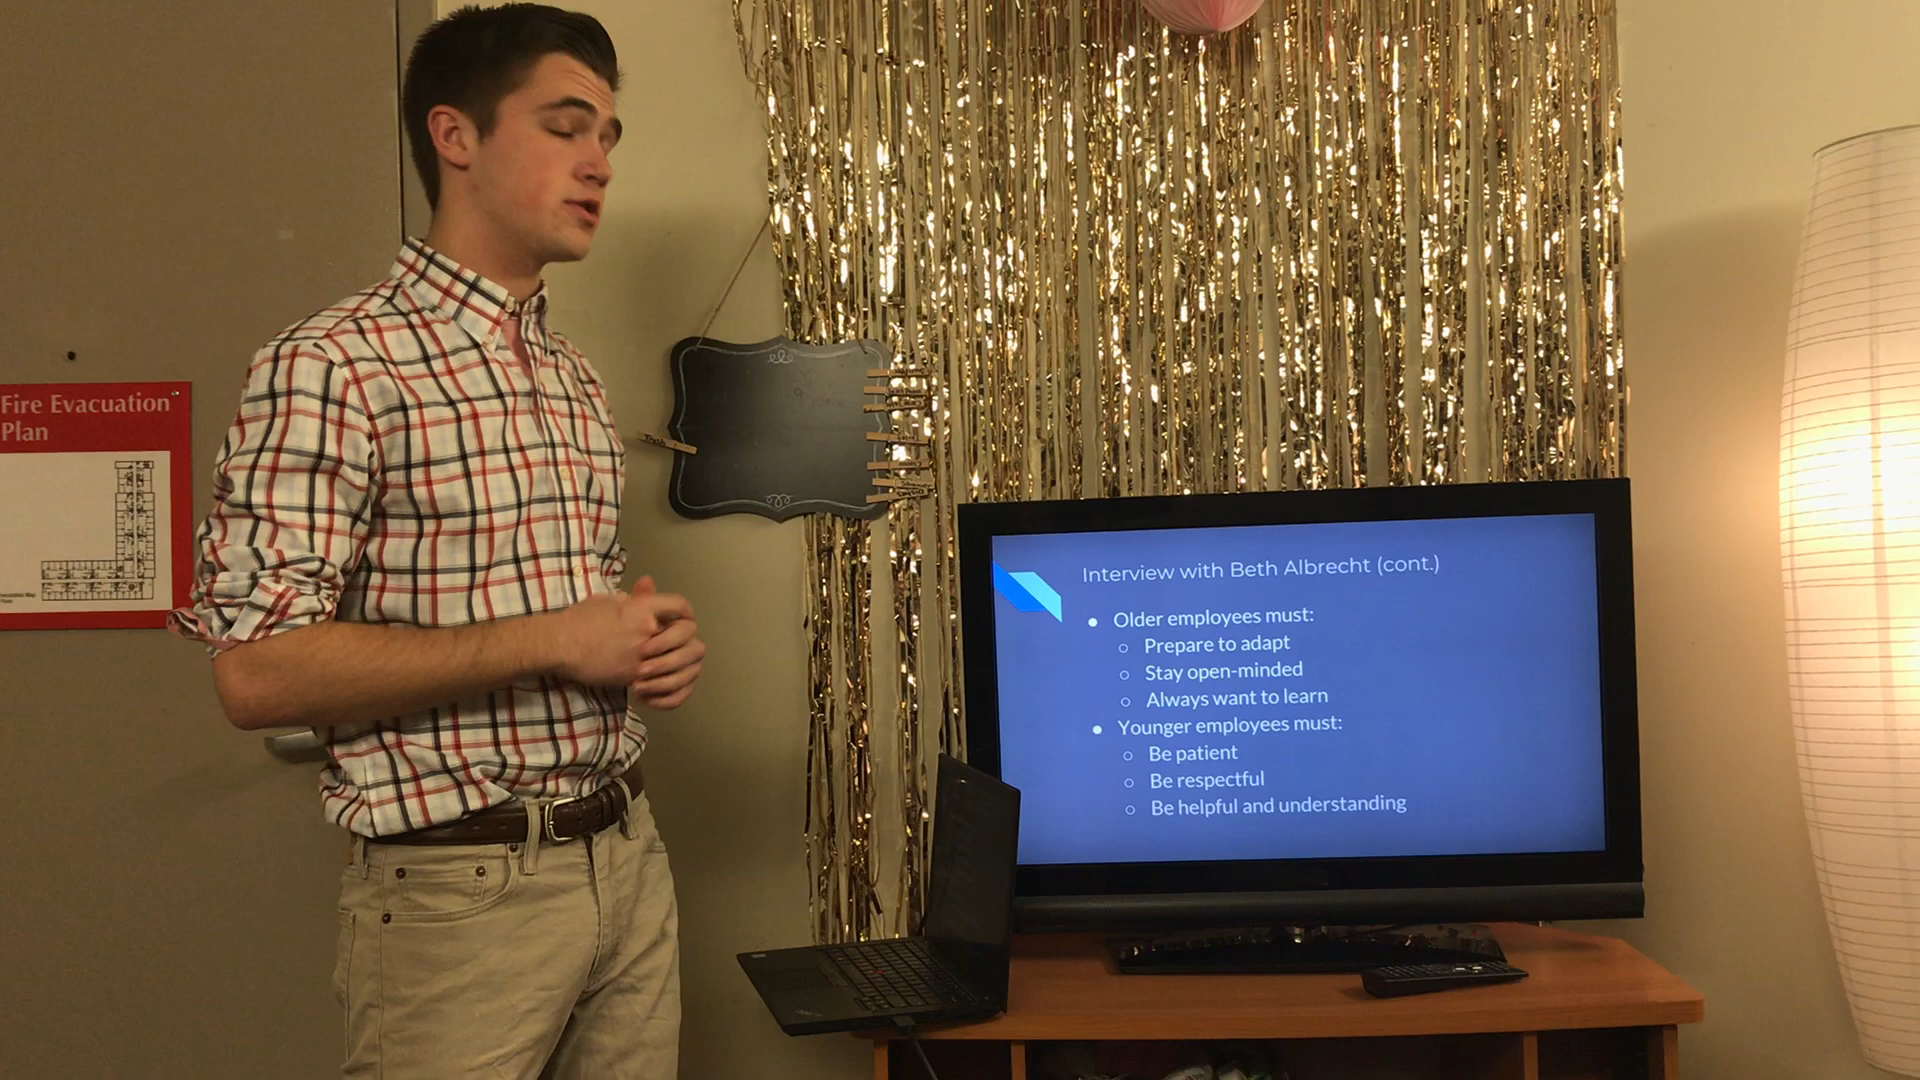 Fire Evacuation
Plan
Trash
Interview with Beth Albrecht (cont.)
● Older employees must:
○ Prepare to adapt
○ Stay open-minded
○ Always want to learn
● Younger employees must:
○ Be patient
○ Be respectful
○ Be helpful and understanding